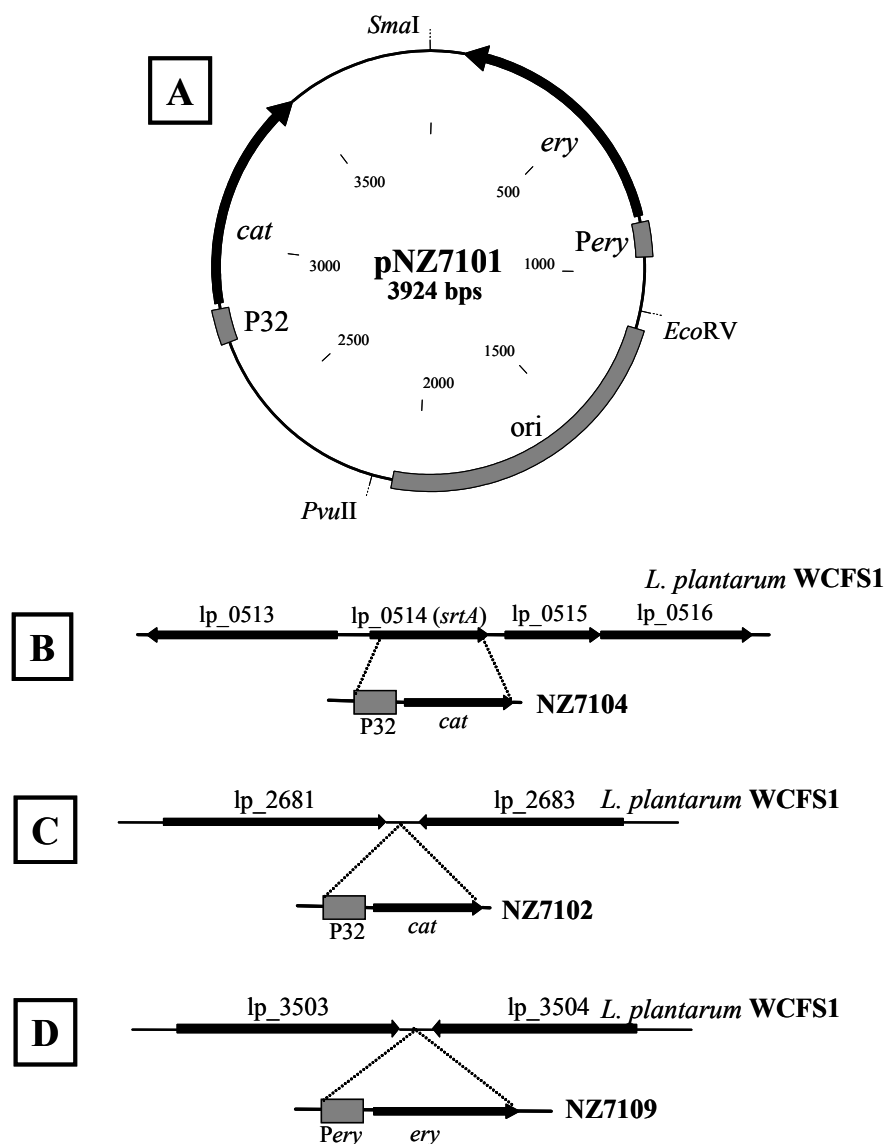 SmaI
A
ery
500
3500
cat
Pery
pNZ7101
3924 bps
3000
1000
P32
EcoRV
2500
1500
2000
ori
PvuII
L. plantarum WCFS1
lp_0513 lp_0514 (srtA) lp_0515 lp_0516
B
NZ7104
P32 cat
lp_2681 lp_2683 L. plantarum WCFS1
C
NZ7102
P32 cat
lp_3503 lp_3504 L. plantarum WCFS1
D
NZ7109
Pery ery